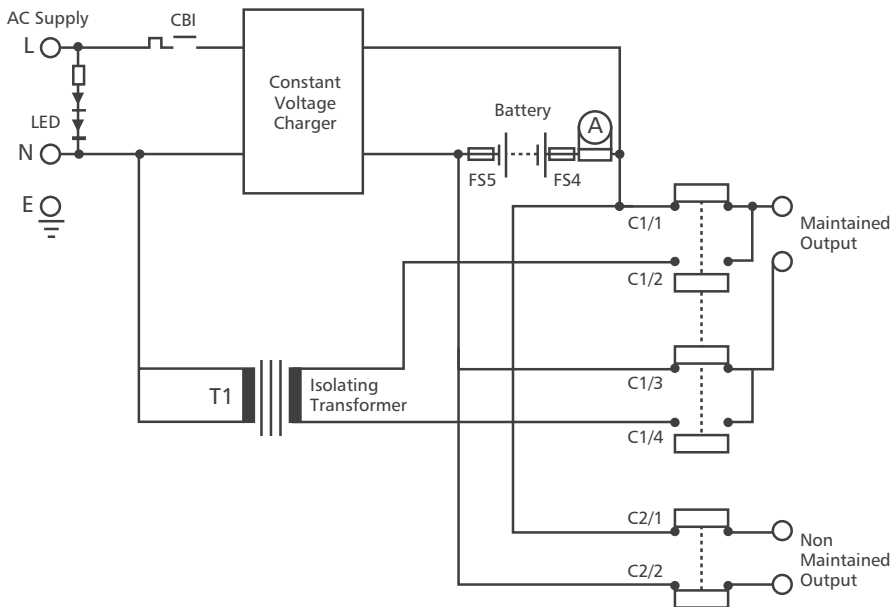 AC Supply
CBI
L
Constant
Voltage
Charger
LED
Battery
A
N
FS5
FS4
E
C1/1
Maintained
Output
C1/2
T1
Isolating
Transformer
C1/3
C1/4
C2/1
Non
Maintained
Output
C2/2